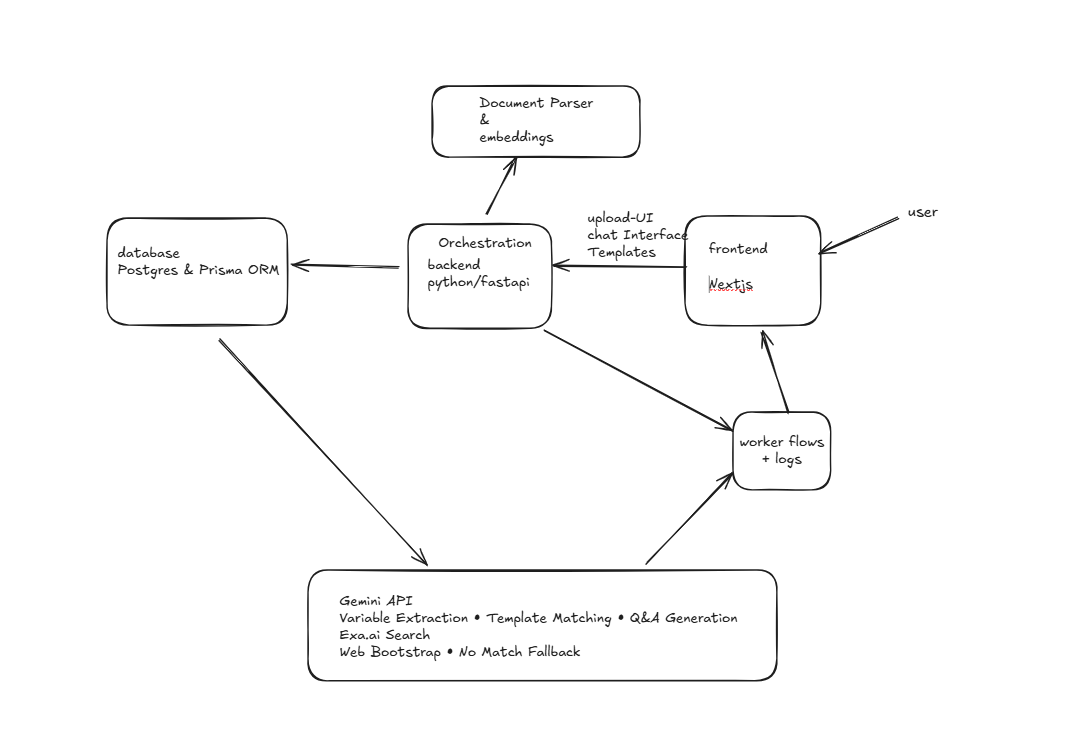 Document Parser
&
embeddings
database
Postgres & Prisma ORM
Orchestration
backend
python/fastapi
upload-UI
chat Interface
Templates
frontend
Nextjs
user
worker flows
+ logs
Gemini API
Variable Extraction • Template Matching • Q&A Generation
Exa.ai Search
Web Bootstrap • No Match Fallback